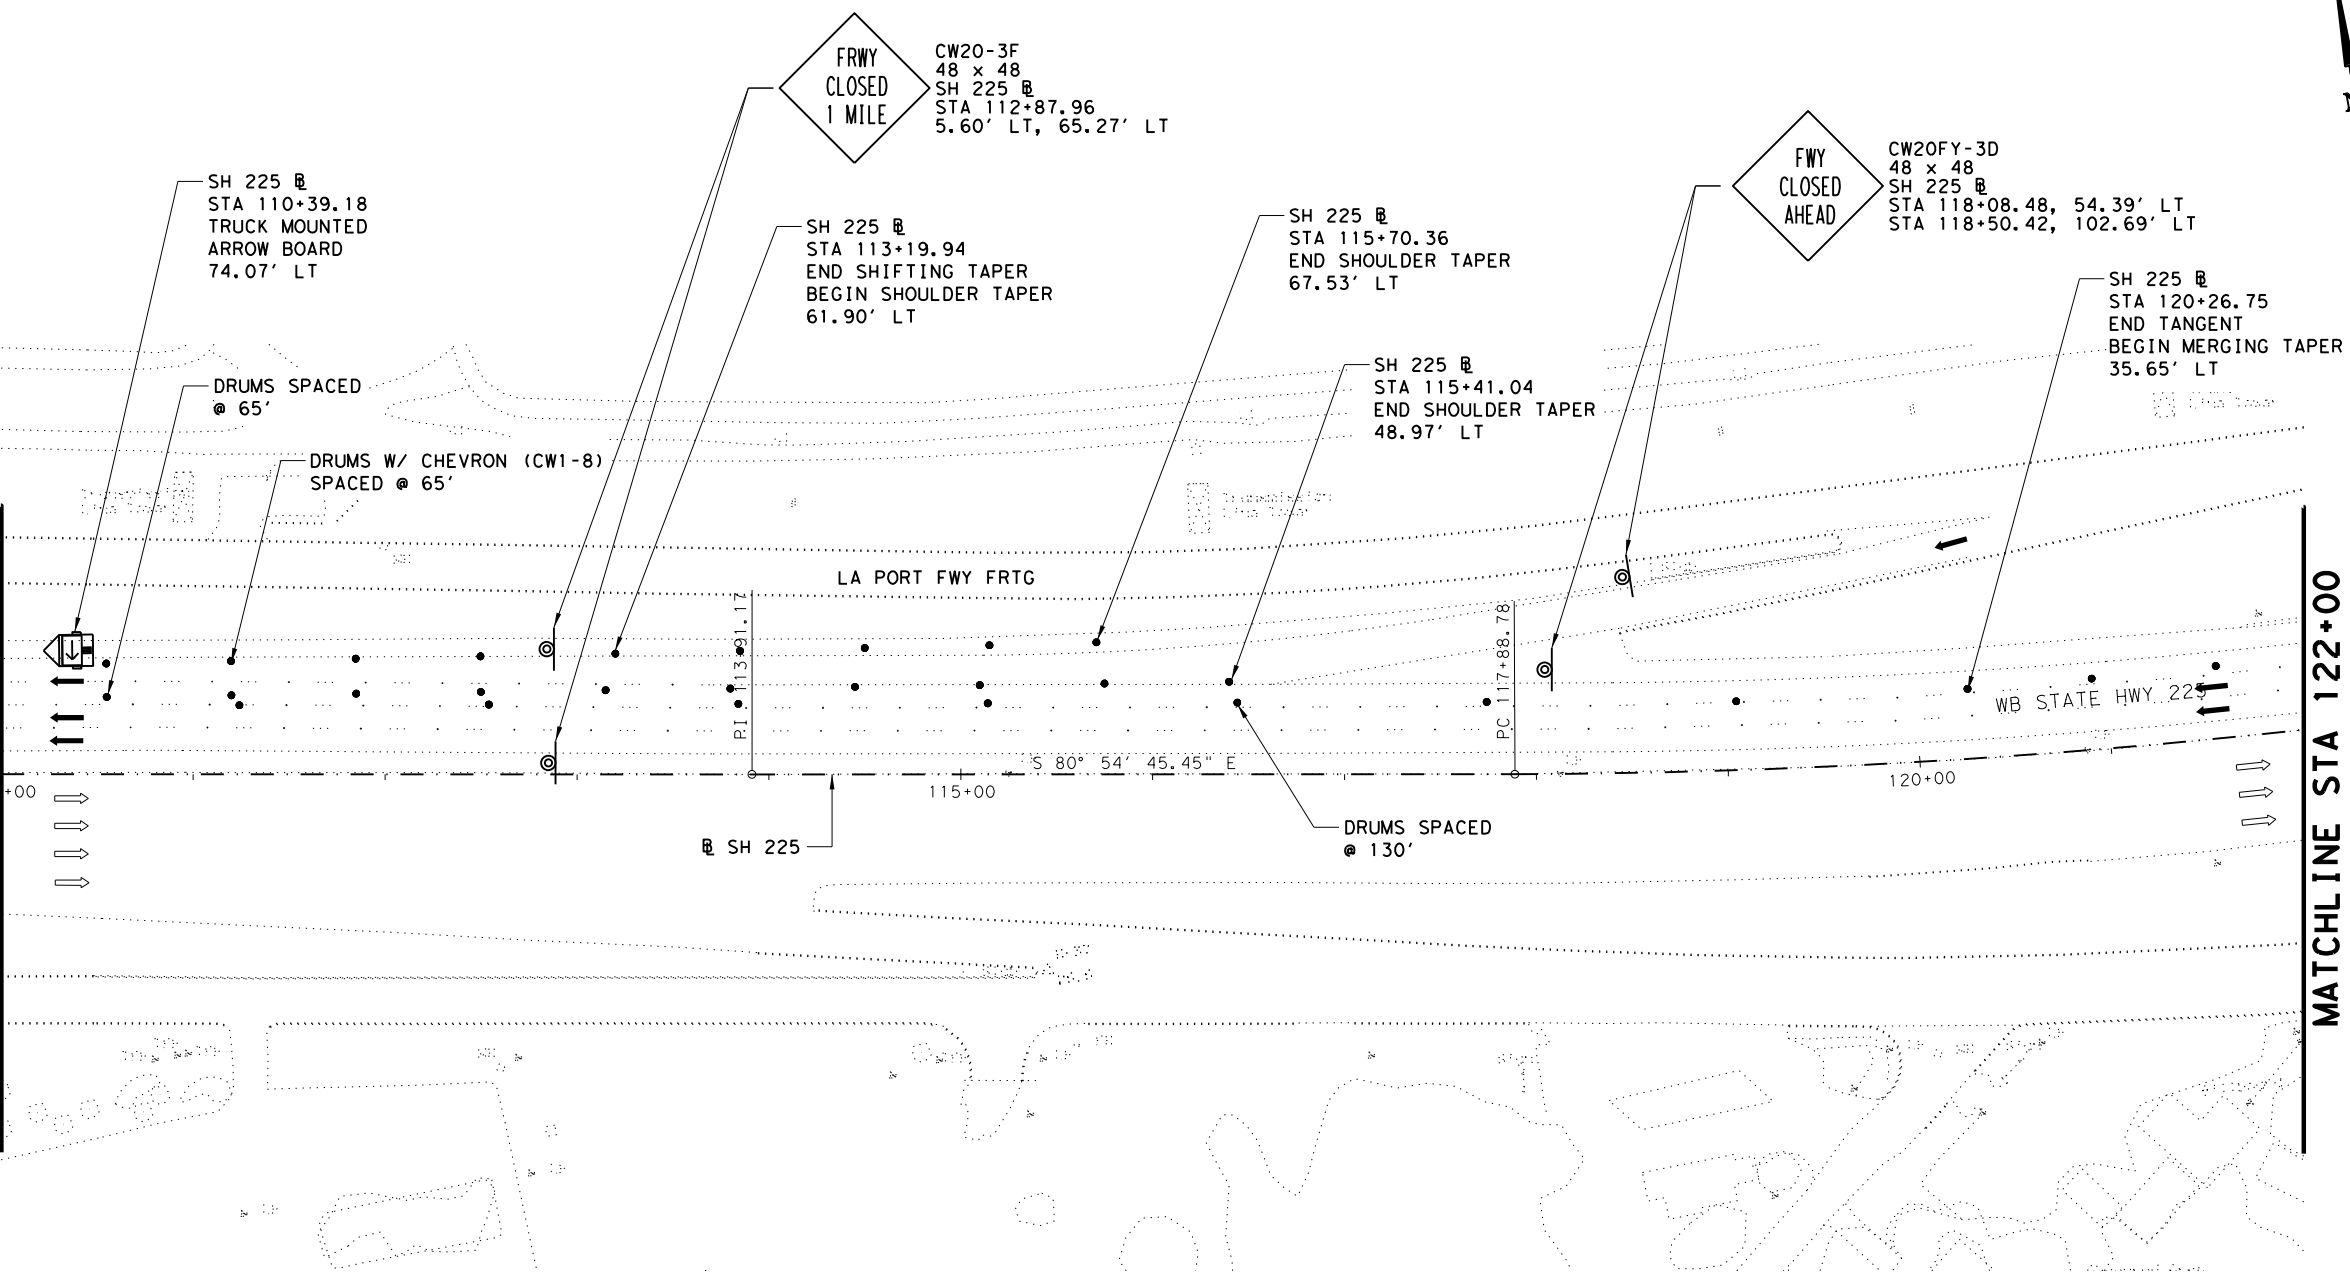 FRWY
CLOSED
1 MILE
CW20-3F
48 x 48
SH 225 ℄
STA 112+87.96
5.60' LT, 65.27' LT
FWY
CLOSED
AHEAD
CW20FY-3D
48 x 48
SH 225 ℄
STA 118+08.48, 54.39' LT
STA 118+50.42, 102.69' LT
SH 225 ℄
STA 110+39.18
TRUCK MOUNTED
ARROW BOARD
74.07' LT
SH 225 ℄
STA 113+19.94
END SHIFTING TAPER
BEGIN SHOULDER TAPER
61.90' LT
SH 225 ℄
STA 115+70.36
END SHOULDER TAPER
67.53' LT
SH 225 ℄
STA 120+26.75
END TANGENT
BEGIN MERGING TAPER
35.65' LT
SH 225 ℄
STA 115+41.04
END SHOULDER TAPER
48.97' LT
DRUMS SPACED
@ 65'
DRUMS W/ CHEVRON (CW1-8)
SPACED @ 65'
Transmission
Line Tower
LA PORT FWY FRTG
PI 113+91.17
PC 117+88.78
WB STATE HWY 225
S 80° 54' 45.45" E
+00
115+00
120+00
℄ SH 225
DRUMS SPACED
@ 130'
MATCHLINE STA 122+00